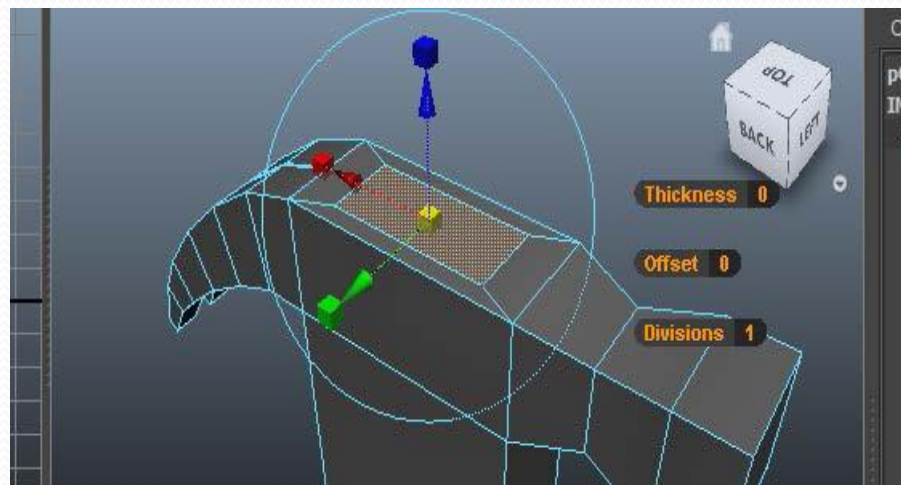 TOP
BACK
LEFT
Thickness 0
Offset 0
Divisions 1